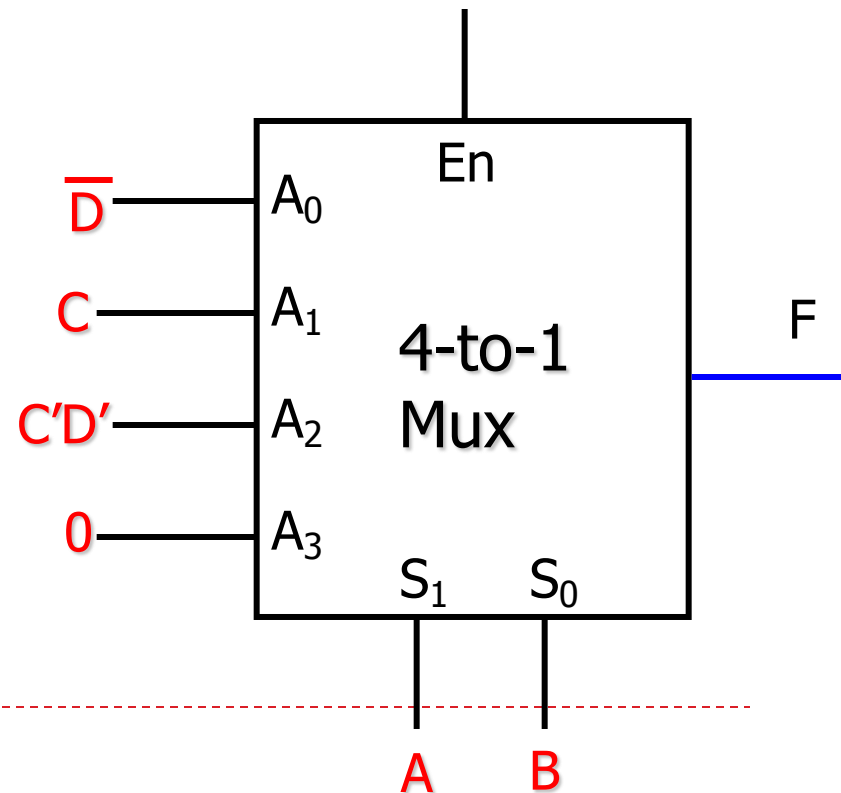 En
D̅ A₀
C A₁
F
4-to-1
Mux
C′D′ A₂
0 A₃
S₁ S₀
A B